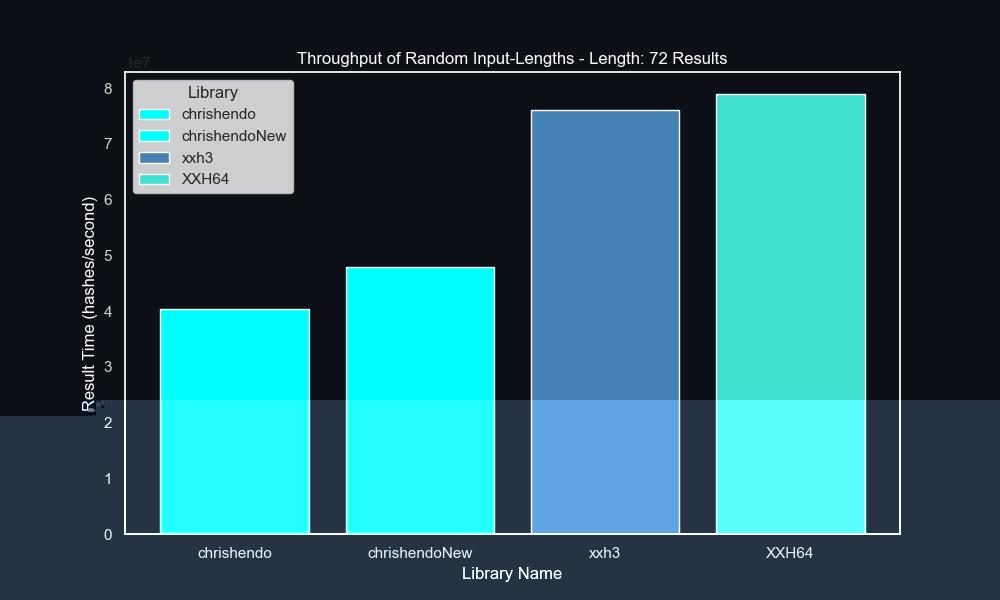 Throughput of Random Input-Lengths - Length: 72 Results
1e7
8
7
6
5
4
3
2
1
0
Result Time (hashes/second)
Library
chrishendo
chrishendoNew
xxh3
XXH64
chrishendo
chrishendoNew
xxh3
XXH64
Library Name